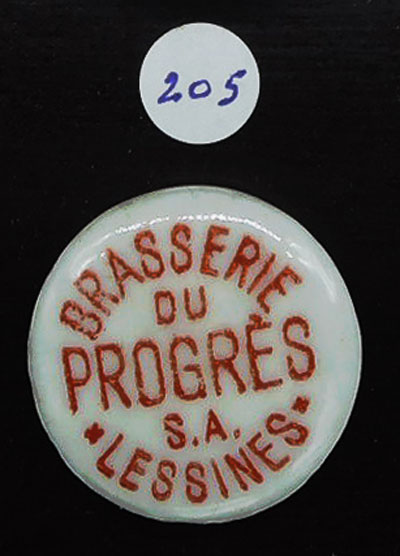 205
BRASSERIE
DU
PROGRÈS
S.A.
* LESSINES *